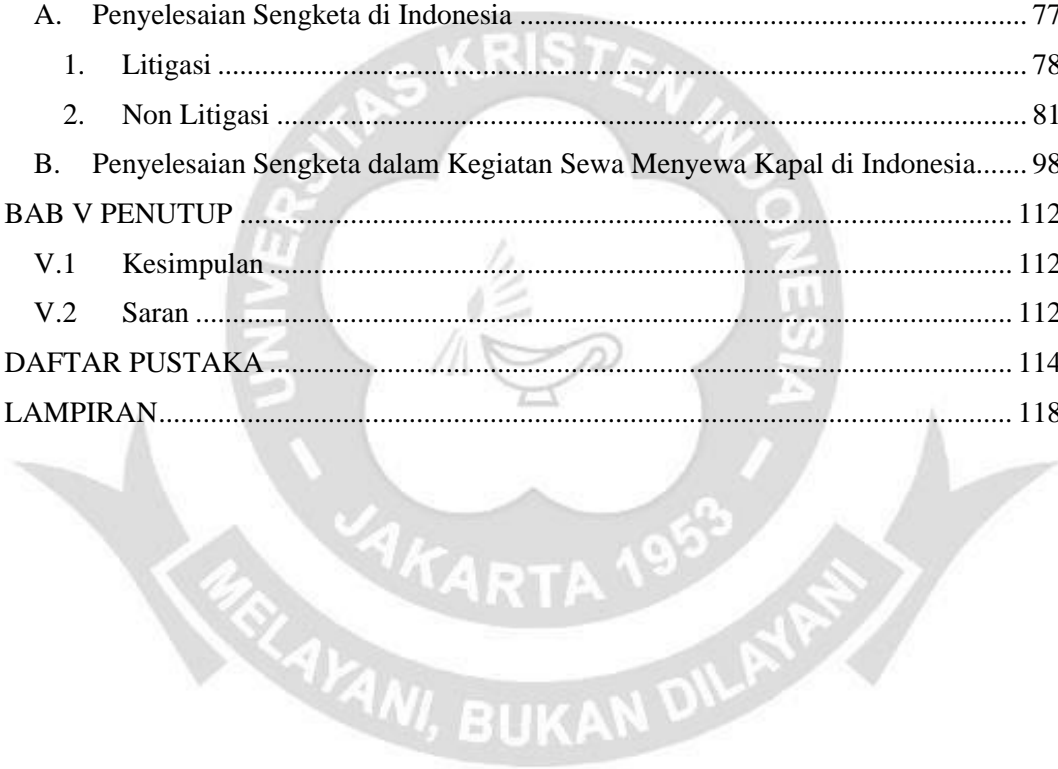 A. Penyelesaian Sengketa di Indonesia ........................................ 77
1. Litigasi ........................................ 78
2. Non Litigasi ........................................ 81
B. Penyelesaian Sengketa dalam Kegiatan Sewa Menyewa Kapal di Indonesia....... 98
BAB V PENUTUP ........................................ 112
V.1 Kesimpulan ........................................ 112
V.2 Saran ........................................ 112
DAFTAR PUSTAKA ........................................ 114
LAMPIRAN ........................................ 118
UNIVERSITAS KRISTEN INDONESIA
- JAKARTA 1953 -
MELAYANI, BUKAN DILAYANI